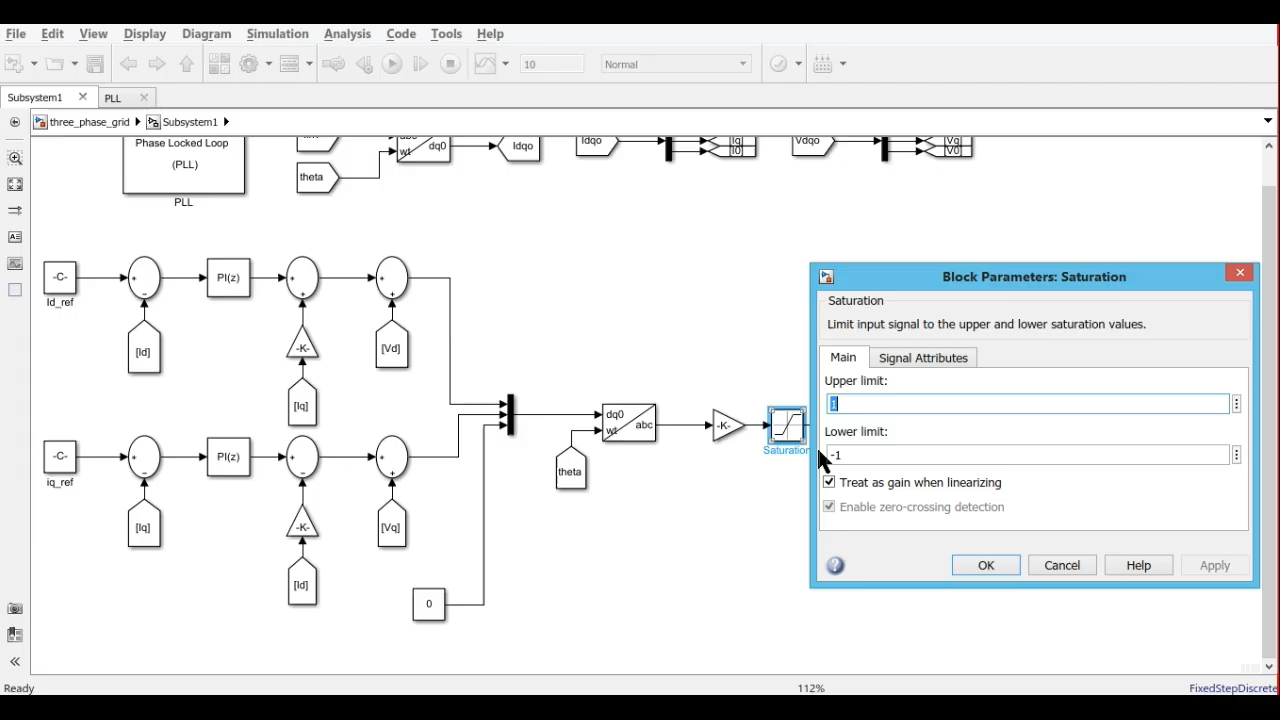 File Edit View Display Diagram Simulation Analysis Code Tools Help
10 Normal
Subsystem1 PLL
three_phase_grid Subsystem1
Phase Locked Loop
(PLL)
PLL
theta
wt
dq0
Idqo
Idqo
Iq
I0
Vdqo
Vq
V0
-C-
Id_ref
PI(z)
[Id]
-K-
[Iq]
[Vd]
-C-
iq_ref
PI(z)
[Iq]
-K-
[Id]
[Vq]
0
dq0
wt
abc
theta
-K-
Saturation
Block Parameters: Saturation
Saturation
Limit input signal to the upper and lower saturation values.
Main Signal Attributes
Upper limit:
1
Lower limit:
-1
Treat as gain when linearizing
Enable zero-crossing detection
OK Cancel Help Apply
Ready 112% FixedStepDiscrete